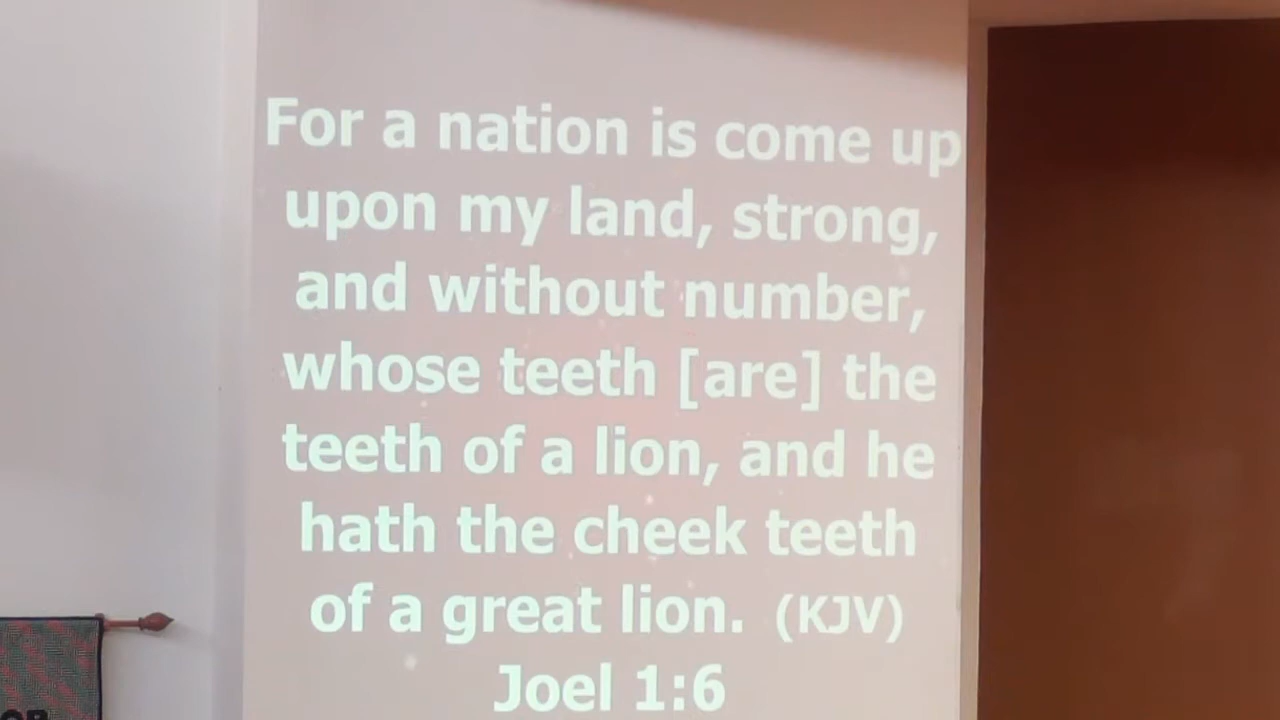 For a nation is come up
upon my land, strong,
and without number,
whose teeth [are] the
teeth of a lion, and he
hath the cheek teeth
of a great lion. (KJV)
Joel 1:6